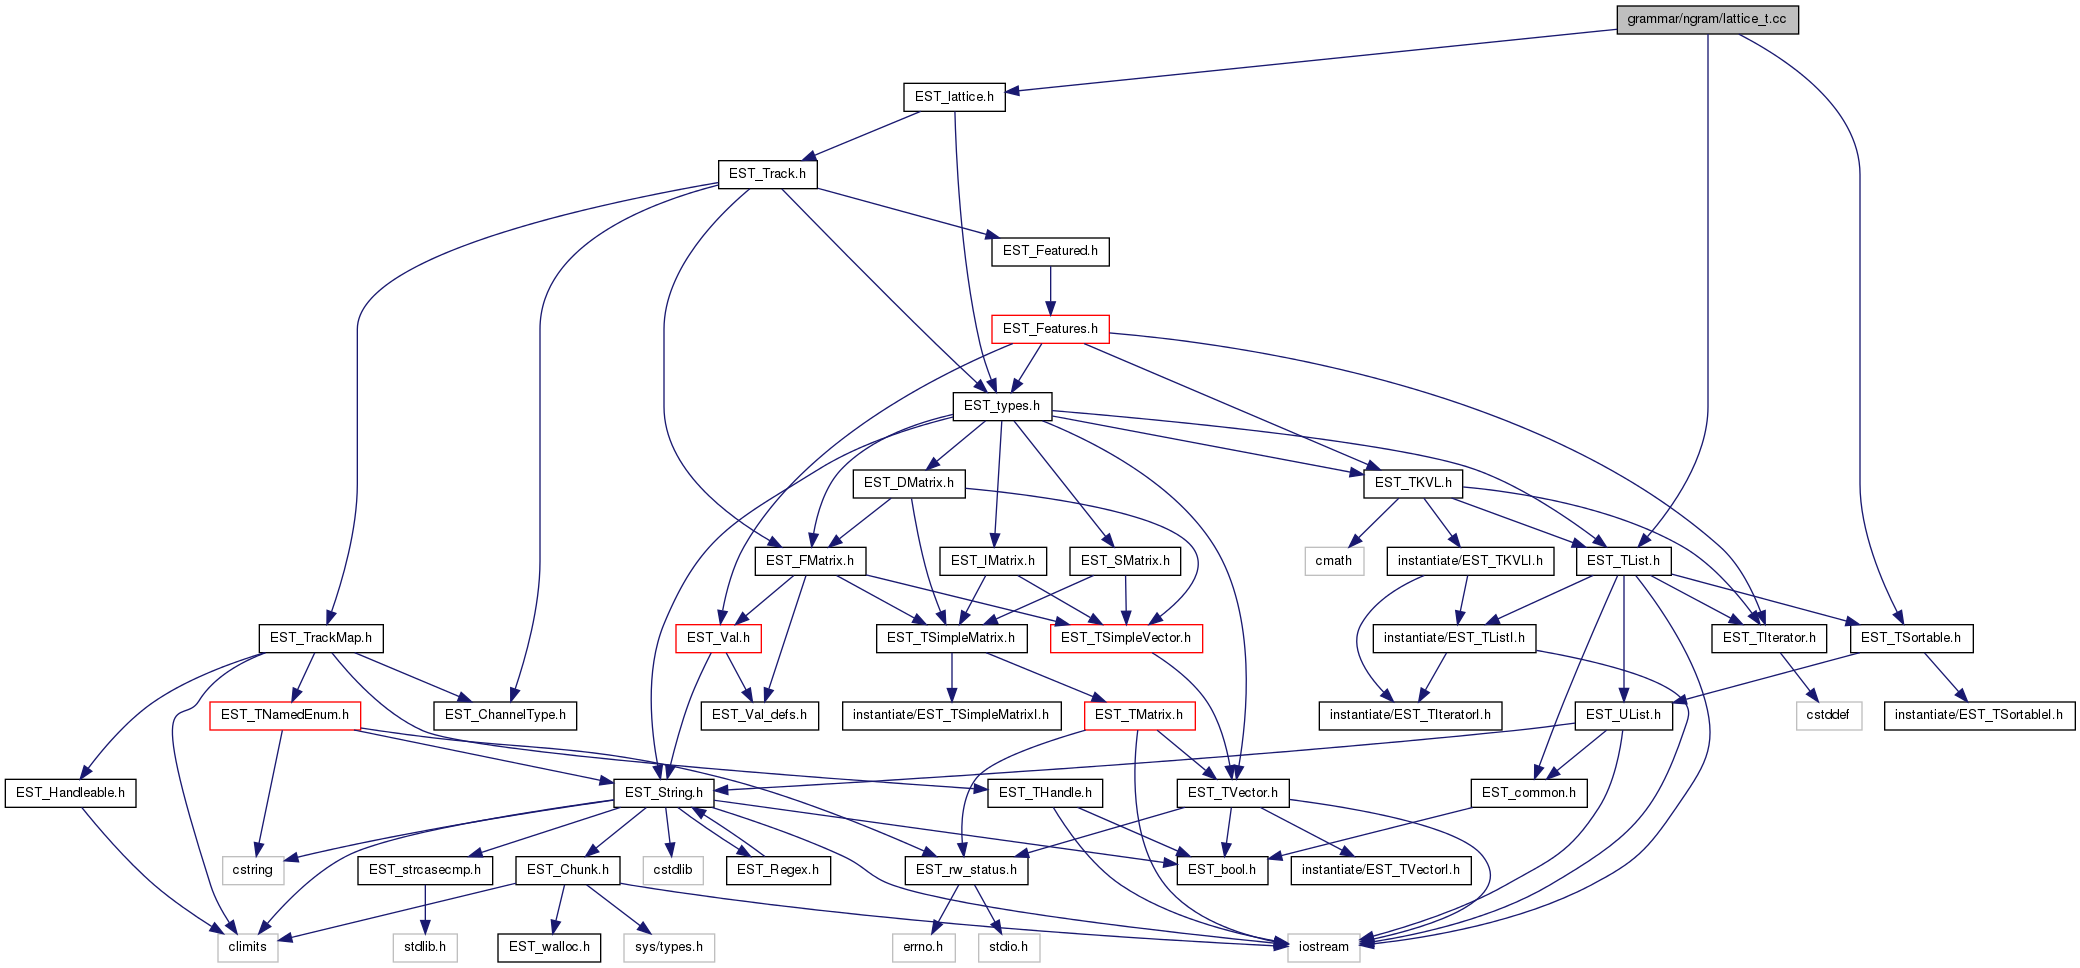 grammar/ngram/lattice_t.cc
EST_lattice.h
EST_Track.h
EST_Featured.h
EST_Features.h
EST_types.h
EST_DMatrix.h
EST_TKVL.h
EST_FMatrix.h
EST_IMatrix.h
EST_SMatrix.h
cmath
instantiate/EST_TKVLI.h
EST_TList.h
EST_TrackMap.h
EST_Val.h
EST_TSimpleMatrix.h
EST_TSimpleVector.h
instantiate/EST_TListI.h
EST_TIterator.h
EST_TSortable.h
EST_TNamedEnum.h
EST_ChannelType.h
EST_Val_defs.h
instantiate/EST_TSimpleMatrixI.h
EST_TMatrix.h
instantiate/EST_TIteratorI.h
EST_UList.h
cstddef
instantiate/EST_TSortableI.h
EST_Handleable.h
EST_String.h
EST_THandle.h
EST_TVector.h
EST_common.h
cstring
EST_strcasecmp.h
EST_Chunk.h
cstdlib
EST_Regex.h
EST_rw_status.h
EST_bool.h
instantiate/EST_TVectorI.h
climits
stdlib.h
EST_walloc.h
sys/types.h
errno.h
stdio.h
iostream